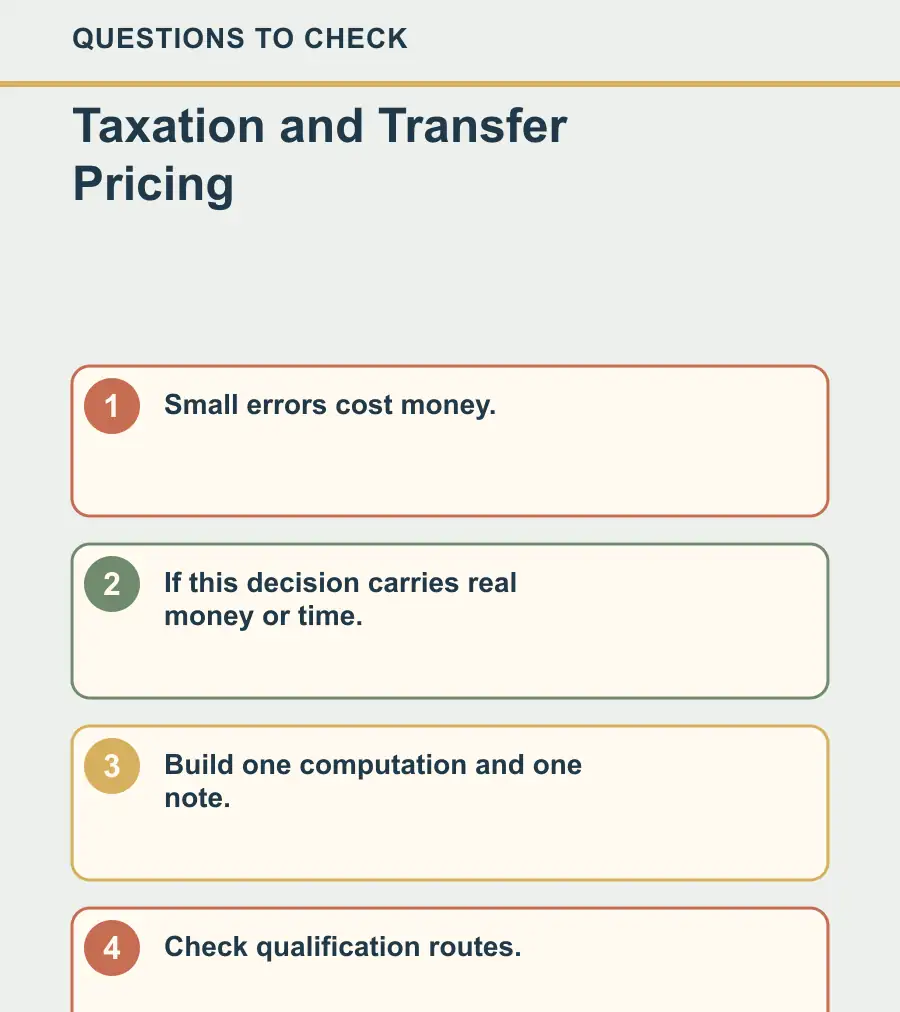 QUESTIONS TO CHECK
Taxation and Transfer
Pricing
1
Small errors cost money.
2
If this decision carries real
money or time.
3
Build one computation and one
note.
4
Check qualification routes.